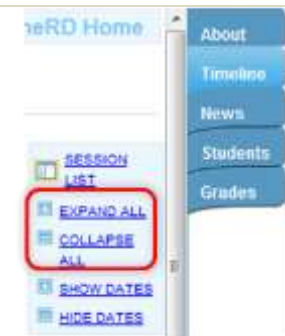 neRD Home
About
Timeline
News
Students
Grades
SESSION
LIST
EXPAND ALL
COLLAPSE
ALL
SHOW DATES
HIDE DATES